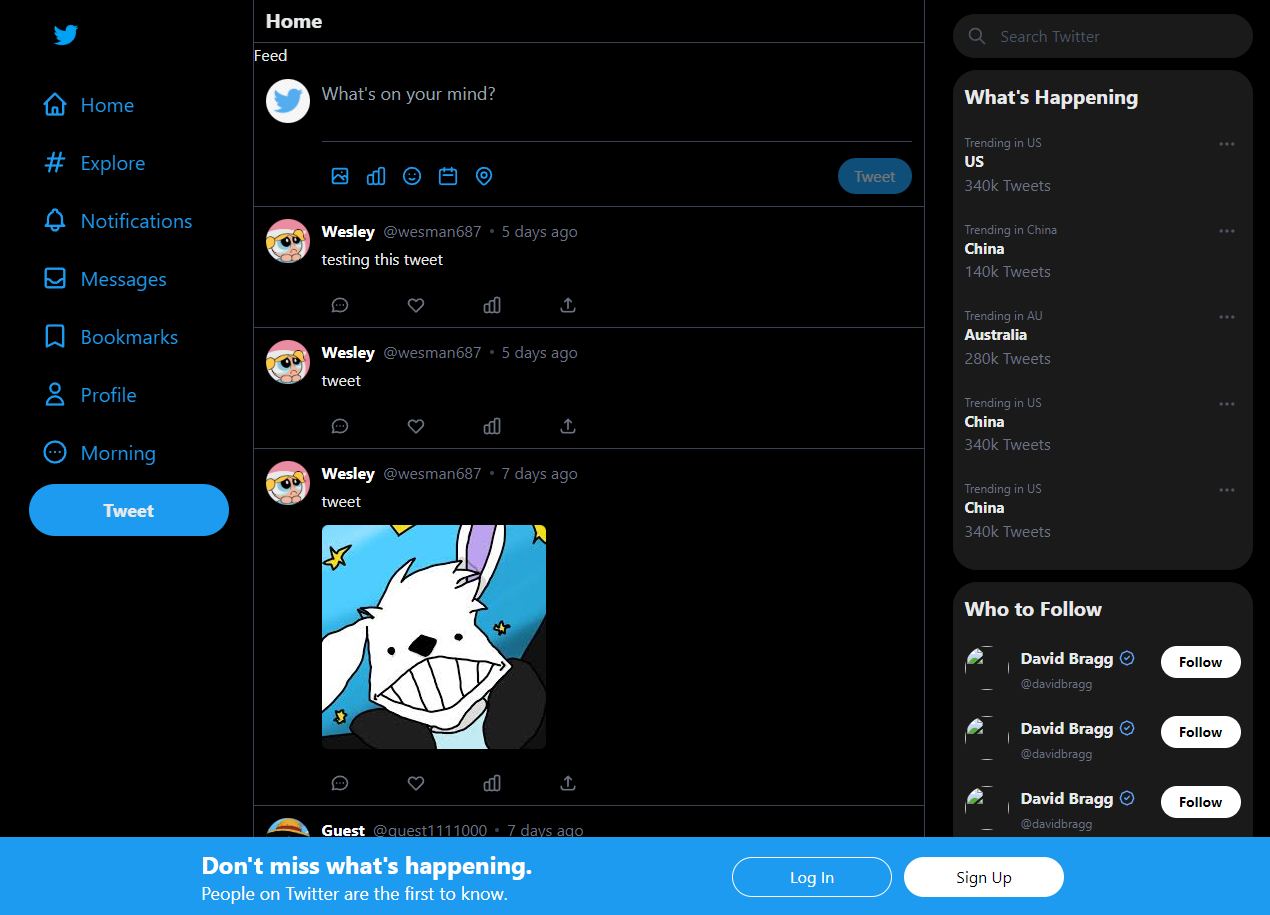 Home
Explore
Notifications
Messages
Bookmarks
Profile
Morning
Tweet
Home
Feed
What's on your mind?
Tweet
Wesley @wesman687 • 5 days ago
testing this tweet
Wesley @wesman687 • 5 days ago
tweet
Wesley @wesman687 • 7 days ago
tweet
Guest @guest1111000 • 7 days ago
Search Twitter
What's Happening
Trending in US
US
340k Tweets
Trending in China
China
140k Tweets
Trending in AU
Australia
280k Tweets
Trending in US
China
340k Tweets
Trending in US
China
340k Tweets
Who to Follow
David Bragg
@davidbragg
Follow
David Bragg
@davidbragg
Follow
David Bragg
@davidbragg
Follow
Don't miss what's happening.
People on Twitter are the first to know.
Log In
Sign Up